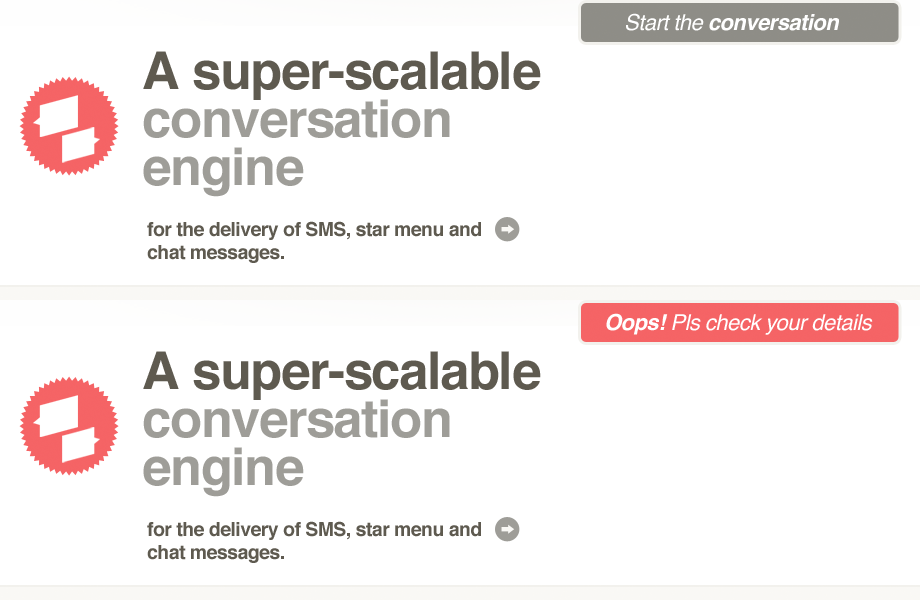 Start the conversation
A super-scalable
conversation
engine
for the delivery of SMS, star menu and
chat messages.
Oops! Pls check your details
A super-scalable
conversation
engine
for the delivery of SMS, star menu and
chat messages.